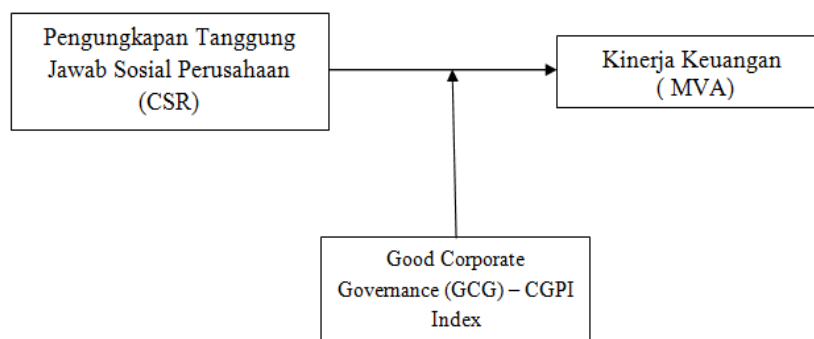 Pengungkapan Tanggung
Jawab Sosial Perusahaan
(CSR)
Kinerja Keuangan
( MVA)
Good Corporate
Governance (GCG) – CGPI
Index